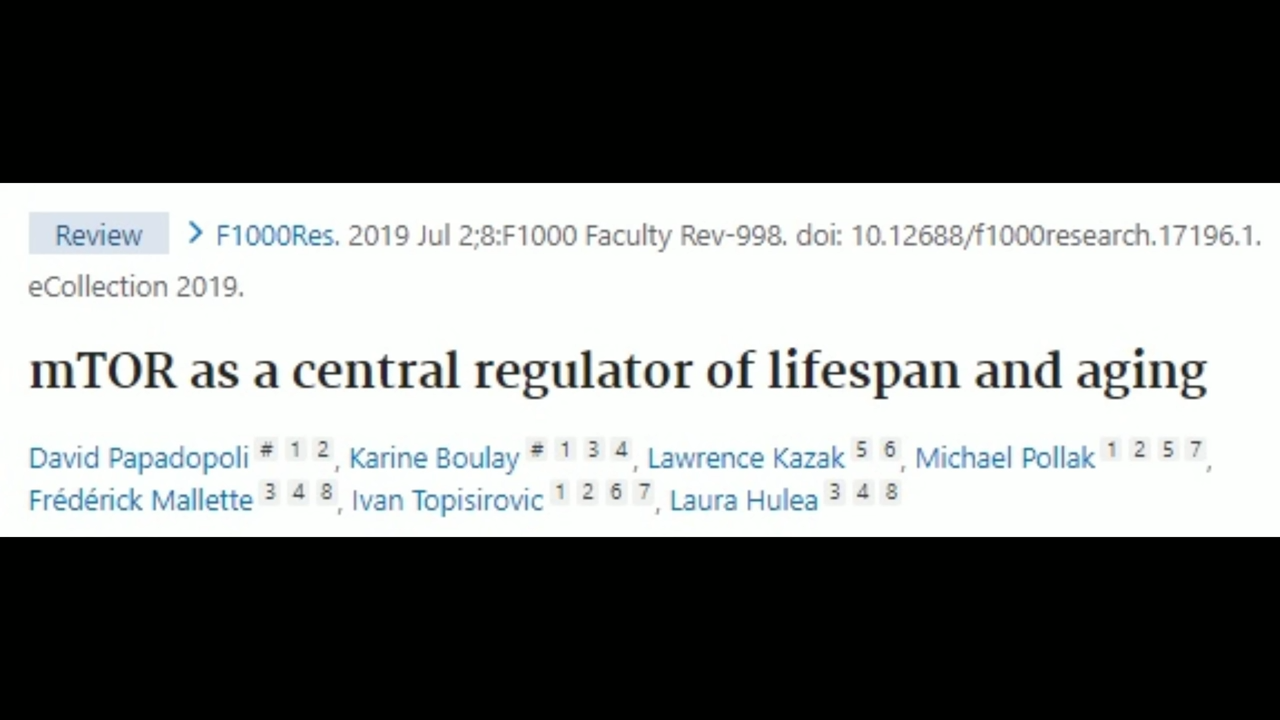 Review > F1000Res. 2019 Jul 2;8:F1000 Faculty Rev-998. doi: 10.12688/f1000research.17196.1.
eCollection 2019.
mTOR as a central regulator of lifespan and aging
David Papadopoli # 1 2, Karine Boulay # 1 3 4, Lawrence Kazak 5 6, Michael Pollak 1 2 5 7,
Frédérick Mallette 3 4 8, Ivan Topisirovic 1 2 6 7, Laura Hulea 3 4 8